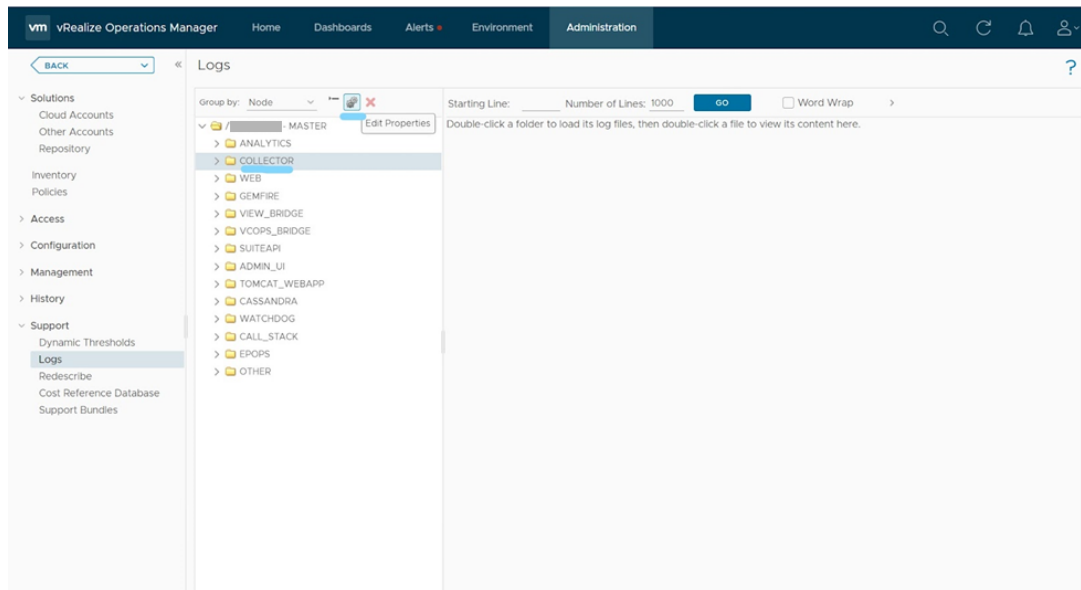 vm vRealize Operations Manager Home Dashboards Alerts Environment Administration
BACK
«
Logs
?
Solutions
Cloud Accounts
Other Accounts
Repository
Inventory
Policies
Access
Configuration
Management
History
Support
Dynamic Thresholds
Logs
Redescribe
Cost Reference Database
Support Bundles
Group by: Node
Edit Properties
/ - MASTER
ANALYTICS
COLLECTOR
WEB
GEMFIRE
VIEW_BRIDGE
VCOPS_BRIDGE
SUITEAPI
ADMIN_UI
TOMCAT_WEBAPP
CASSANDRA
WATCHDOG
CALL_STACK
EPOPS
OTHER
Starting Line: Number of Lines: 1000 GO Word Wrap
Double-click a folder to load its log files, then double-click a file to view its content here.